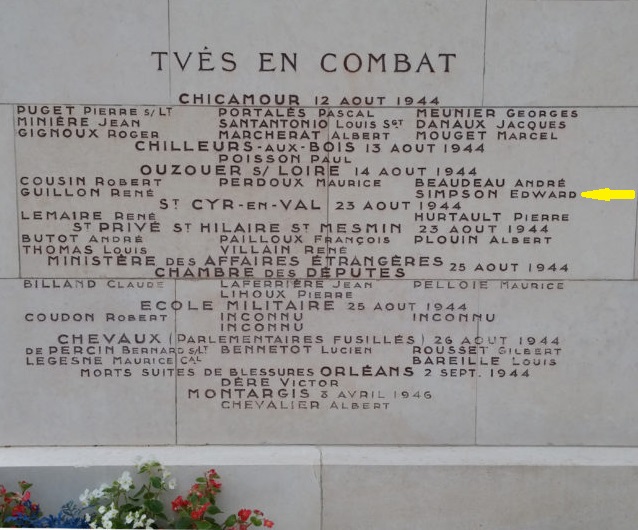 TVÉS EN COMBAT
CHICAMOUR 12 AOUT 1944
PUGET PIERRE S/LT PORTALÉS PASCAL MEUNIER GEORGES
MINIÈRE JEAN SANTANTONIO LOUIS SGT DANAUX JACQUES
GIGNOUX ROGER MARCHERAT ALBERT MOUGET MARCEL
CHILLEURS-AUX-BOIS 13 AOUT 1944
POISSON PAUL
OUZOUER S/ LOIRE 14 AOUT 1944
COUSIN ROBERT PERDOUX MAURICE BEAUDEAU ANDRÉ
GUILLON RENÉ SIMPSON EDWARD
ST CYR-EN-VAL 23 AOUT 1944
LEMAIRE RENÉ HURTAULT PIERRE
ST PRIVÉ ST HILAIRE ST MESMIN 23 AOUT 1944
BUTOT ANDRÉ PAILLOUX FRANÇOIS PLOUIN ALBERT
THOMAS LOUIS VILLAIN RENÉ
MINISTÈRE DES AFFAIRES ÉTRANGÈRES
CHAMBRE DES DÉPUTES 25 AOUT 1944
BILLAND CLAUDE LAFERRIÈRE JEAN PELLOIE MAURICE
LIHOUX PIERRE
ECOLE MILITAIRE 25 AOUT 1944
COUDON ROBERT INCONNU INCONNU
INCONNU
CHEVAUX (PARLEMENTAIRES FUSILLÉS) 26 AOUT 1944
DE PERCIN BERNARD S/LT BENNETOT LUCIEN ROUSSET GILBERT
LEGESNE MAURICE CAL BAREILLE LOUIS
MORTS SUITES DE BLESSURES ORLÉANS 2 SEPT. 1944
DÈRE VICTOR
MONTARGIS 3 AVRIL 1946
CHEVALIER ALBERT